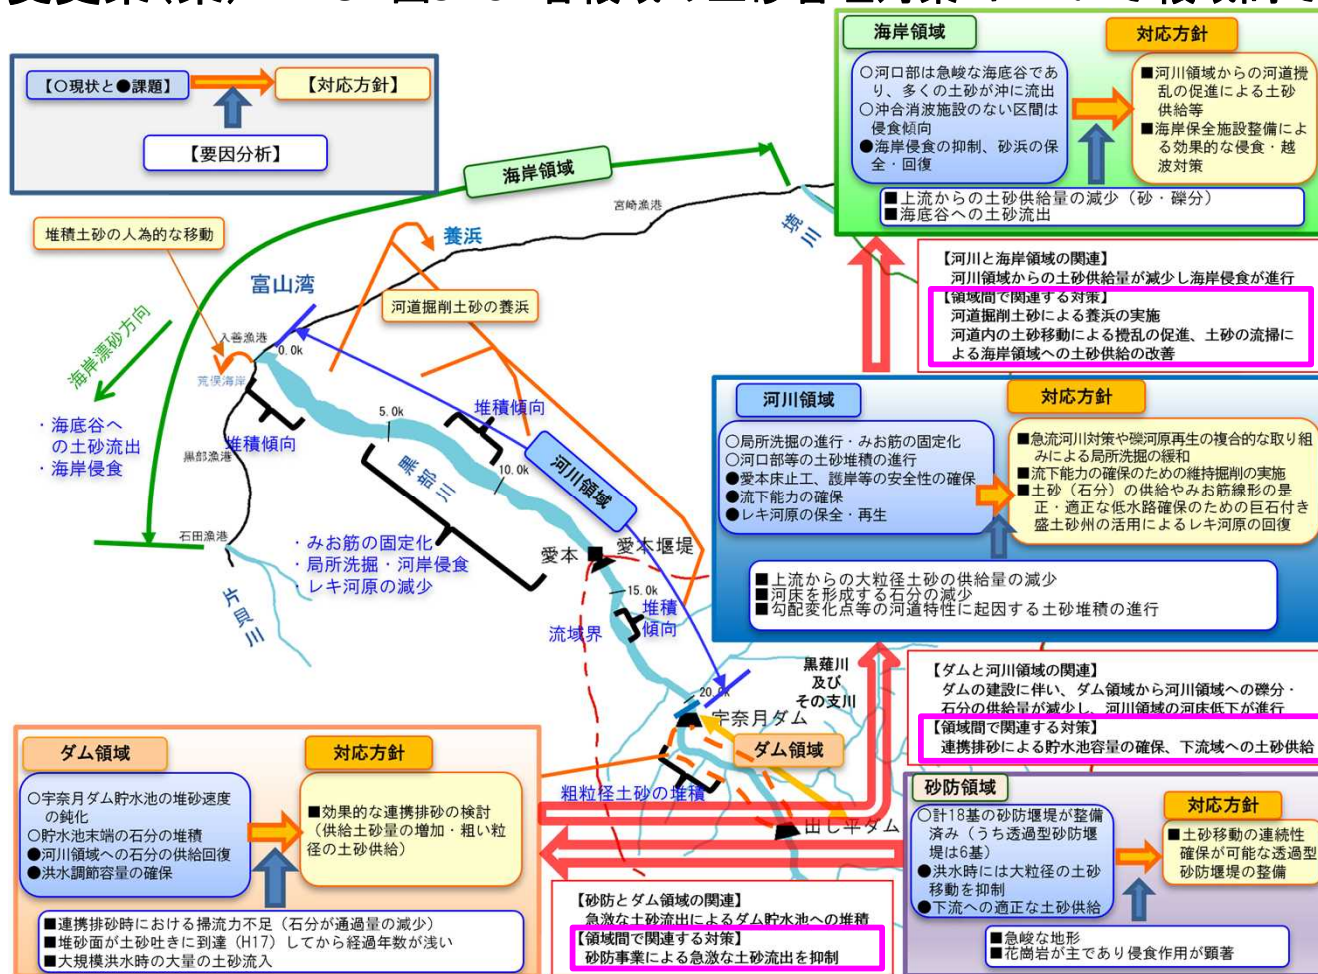 【〇現状と●課題】
【対応方針】
【要因分析】
海岸領域
対応方針
〇河口部は急峻な海底谷であ
り、多くの土砂が沖に流出
〇沖合消波施設のない区間は
侵食傾向
●海岸侵食の抑制、砂浜の保
全・回復
■河川領域からの河道攪
乱の促進による土砂
供給等
■海岸保全施設整備によ
る効果的な侵食・越
波対策
■上流からの土砂供給量の減少（砂・礫分）
■海底谷への土砂流出
【河川と海岸領域の関連】
河川領域からの土砂供給量が減少し海岸侵食が進行
【領域間で関連する対策】
河道掘削土砂による養浜の実施
河道内の土砂移動による攪乱の促進、土砂の流掃に
よる海岸領域への土砂供給の改善
海岸領域
宮崎漁港
境川
堆積土砂の人為的な移動
養浜
富山湾
河道掘削土砂の養浜
入善漁港
0.0k
荒俣海岸
海岸漂砂方向
・海底谷へ
の土砂流出
・海岸侵食
堆積傾向
5.0k
堆積傾向
黒部漁港
黒部川
10.0k
河川領域
石田漁港
・みお筋の固定化
・局所洗掘・河岸侵食
・レキ河原の減少
愛本
愛本堰堤
片貝川
15.0k
堆積
傾向
流域界
黒薙川
及び
その支川
20.0k
宇奈月ダム
ダム領域
粗粒径土砂の堆積
出し平ダム
河川領域
対応方針
〇局所洗掘の進行・みお筋の固定化
〇河口部等の土砂堆積の進行
●愛本床止工、護岸等の安全性の確保
●流下能力の確保
●レキ河原の保全・再生
■急流河川対策や礫河原再生の複合的な取り組
みによる局所洗掘の緩和
■流下能力の確保のための維持掘削の実施
■土砂（石分）の供給やみお筋線形の是
正・適正な低水路確保のための巨石付き
盛土砂州の活用によるレキ河原の回復
■上流からの大粒径土砂の供給量の減少
■河床を形成する石分の減少
■勾配変化点等の河道特性に起因する土砂堆積の進行
【ダムと河川領域の関連】
ダムの建設に伴い、ダム領域から河川領域への礫分・
石分の供給量が減少し、河川領域の河床低下が進行
【領域間で関連する対策】
連携排砂による貯水池容量の確保、下流域への土砂供給
ダム領域
対応方針
〇宇奈月ダム貯水池の堆砂速度
の鈍化
〇貯水池末端の石分の堆積
●河川領域への石分の供給回復
●洪水調節容量の確保
■効果的な連携排砂の検討
（供給土砂量の増加・粗い粒
径の土砂供給）
■連携排砂時における掃流力不足（石分が通過量の減少）
■堆砂面が土砂吐きに到達（H17）してから経過年数が浅い
■大規模洪水時の大量の土砂流入
【砂防とダム領域の関連】
急激な土砂流出によるダム貯水池への堆積
【領域間で関連する対策】
砂防事業による急激な土砂流出を抑制
砂防領域
対応方針
〇計18基の砂防堰堤が整備
済み（うち透過型砂防堰
堤は6基）
●洪水時には大粒径の土砂
移動を抑制
●下流への適正な土砂供給
■土砂移動の連続性
確保が可能な透過型
砂防堰堤の整備
■急峻な地形
■花崗岩が主であり侵食作用が顕著